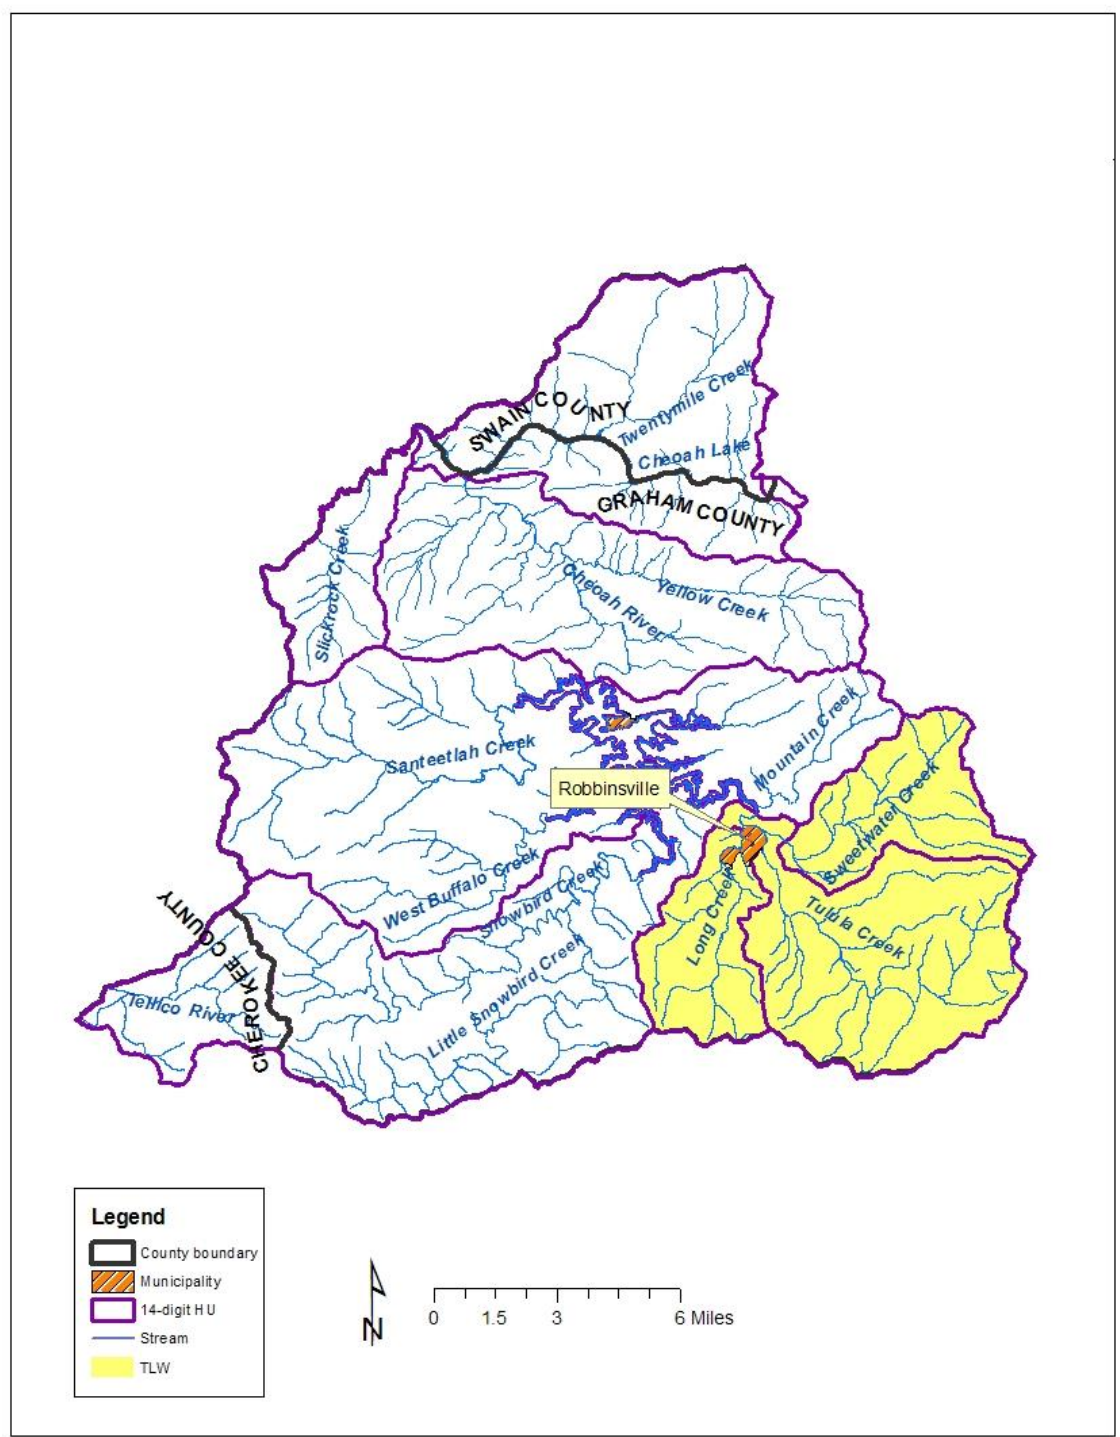 SWAIN COUNTY
Twentymile Creek
Cheoah Lake
GRAHAM COUNTY
Slickrock Creek
Cheoah River
Yellow Creek
Santeetlah Creek
Mountain Creek
Robbinsville
Sweetwater Creek
West Buffalo Creek
Snowbird Creek
Long Creek
Tulula Creek
CHEROKEE COUNTY
Little Snowbird Creek
Tellico River
Legend
County boundary
Municipality
14-digit HU
Stream
TLW
N
0 1.5 3 6 Miles